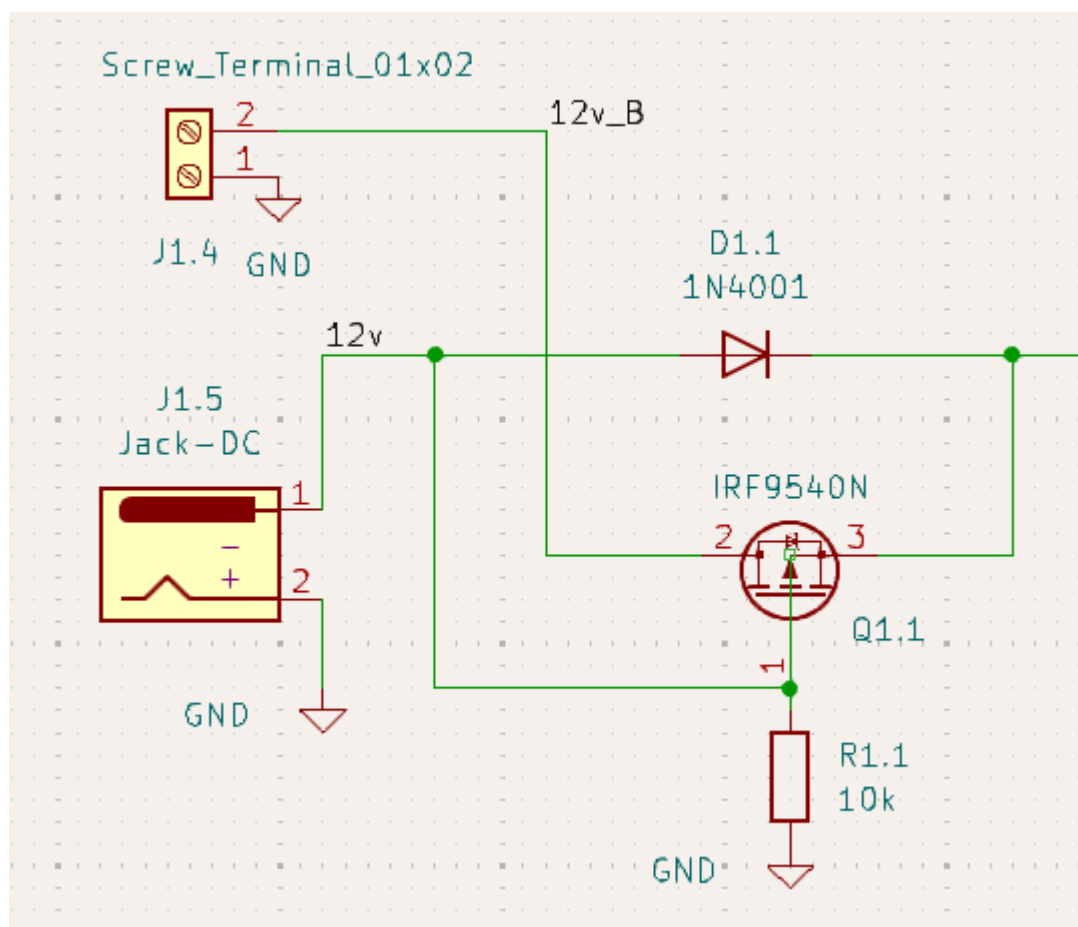 Screw_Terminal_01x02
2
12v_B
1
J1.4
GND
D1.1
1N4001
12v
J1.5
Jack-DC
1
IRF9540N
−
2
3
+
2
Q1.1
1
GND
R1.1
10k
GND